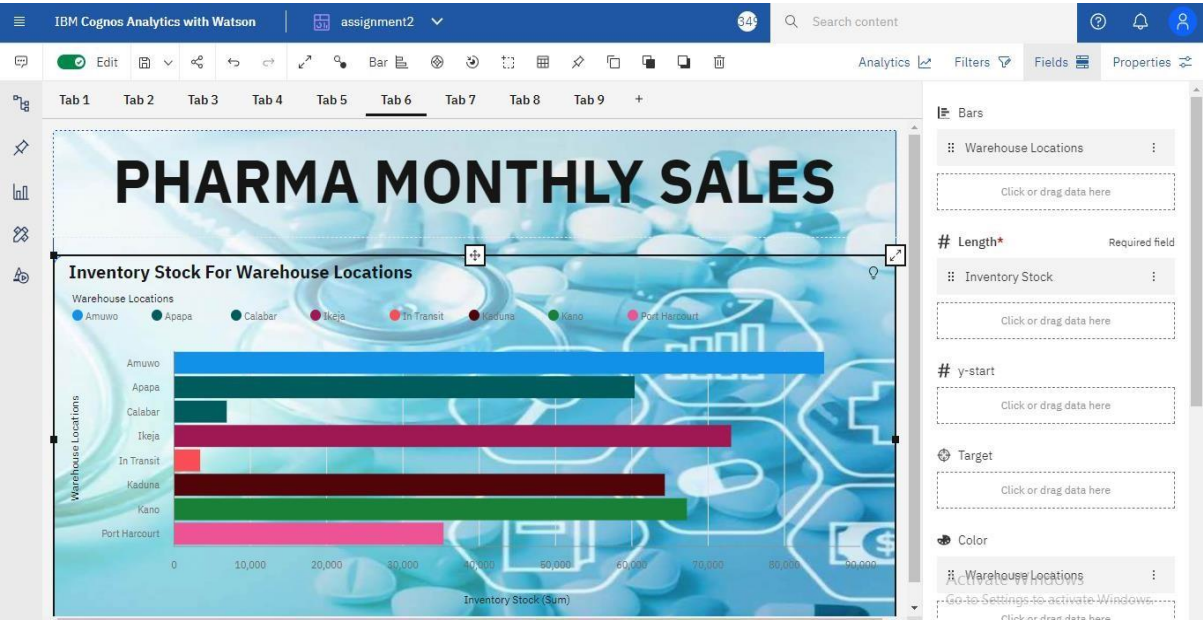 IBM Cognos Analytics with Watson
assignment2
349
Search content
Edit
Bar
Analytics
Filters
Fields
Properties
Tab 1 Tab 2 Tab 3 Tab 4 Tab 5 Tab 6 Tab 7 Tab 8 Tab 9 +
PHARMA MONTHLY SALES
Inventory Stock For Warehouse Locations
Warehouse Locations
Amuwo Apapa Calabar Ikeja In Transit Kaduna Kano Port Harcourt
Warehouse Locations
Amuwo
Apapa
Calabar
Ikeja
In Transit
Kaduna
Kano
Port Harcourt
0 10,000 20,000 30,000 40,000 50,000 60,000 70,000 80,000 90,000
Inventory Stock (Sum)
Bars
Warehouse Locations
Click or drag data here
# Length* Required field
Inventory Stock
Click or drag data here
# y-start
Click or drag data here
Target
Click or drag data here
Color
Warehouse Locations
Activate Windows
Go to Settings to activate Windows.
Click or drag data here